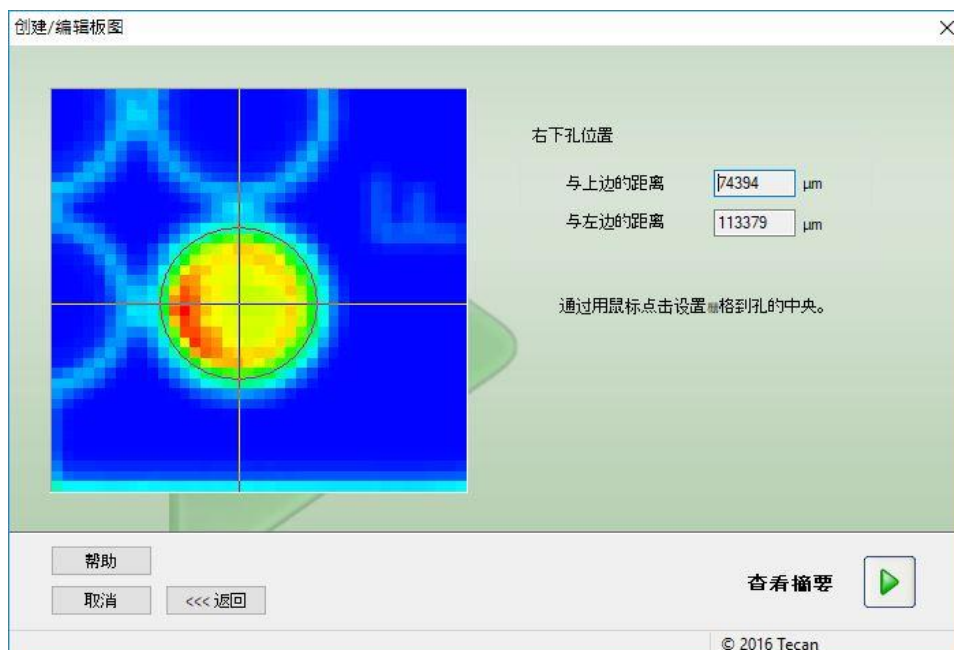 创建/编辑板图
右下孔位置
与上边的距离 74394 µm
与左边的距离 113379 µm
通过用鼠标点击设置格到孔的中央。
帮助
取消 <<< 返回
查看摘要
© 2016 Tecan